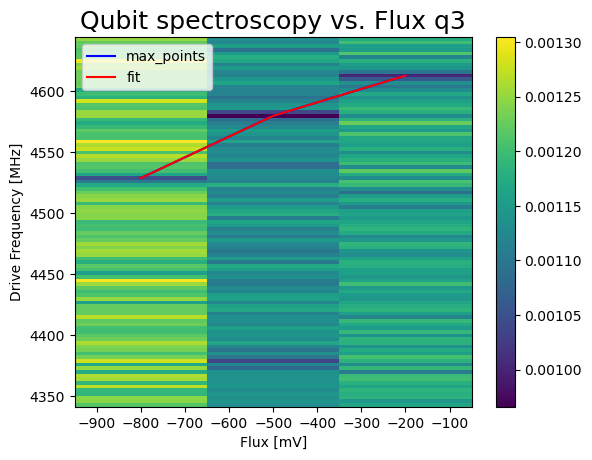 Qubit spectroscopy vs. Flux q3
max_points
fit
Drive Frequency [MHz]
4600
4550
4500
4450
4400
4350
−900 −800 −700 −600 −500 −400 −300 −200 −100
Flux [mV]
0.00130
0.00125
0.00120
0.00115
0.00110
0.00105
0.00100